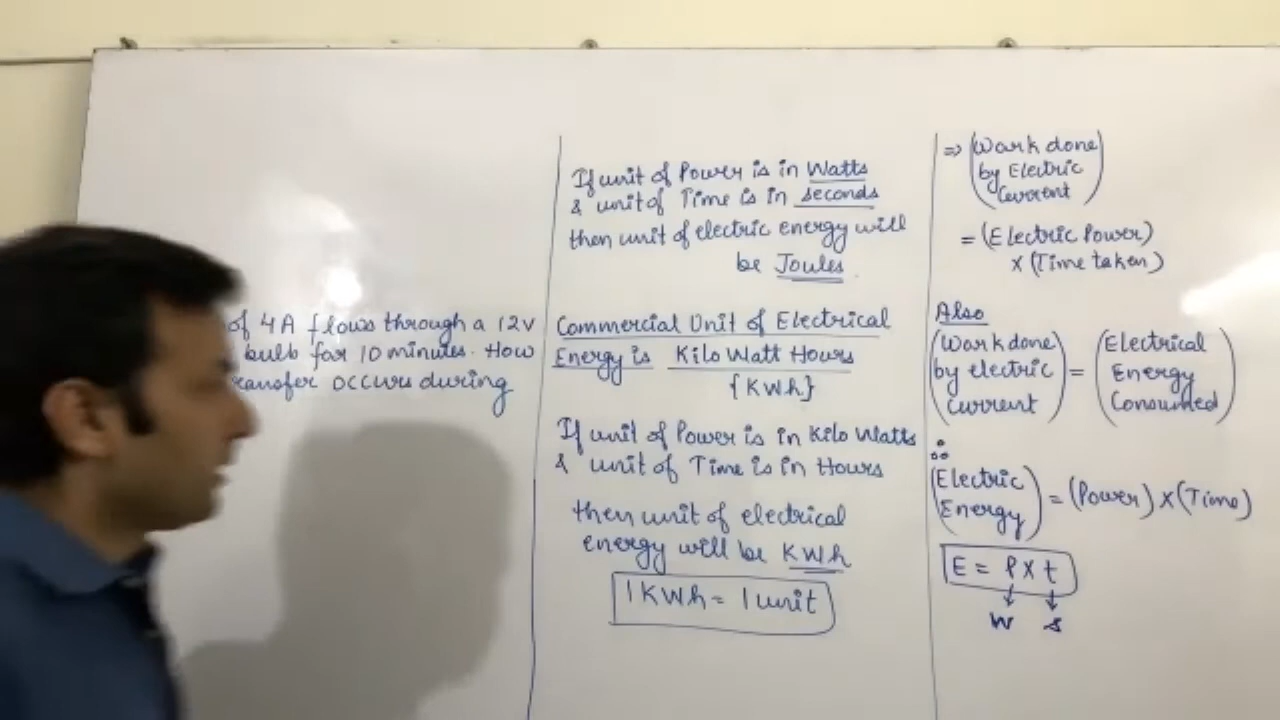 of 4A flows through a 12V
bulb for 10 minutes. How
ransfer occurs during
If unit of Power is in Watts
& unit of Time is in seconds
then unit of electric energy will
be Joules.
Commercial Unit of Electrical
Energy is Kilo Watt Hours
{KWh}
If unit of Power is in Kilo Watts
& unit of Time is in Hours
then unit of electrical
energy will be KWh
1 KWh = 1 unit
⇒ (Work done
by Electric
Current)
= (Electric Power)
× (Time taken)
Also
(Work done
by electric
current) = (Electrical
Energy
Consumed)
∴
(Electric
Energy) = (Power) × (Time)
E = P × t
↓ ↓
W s